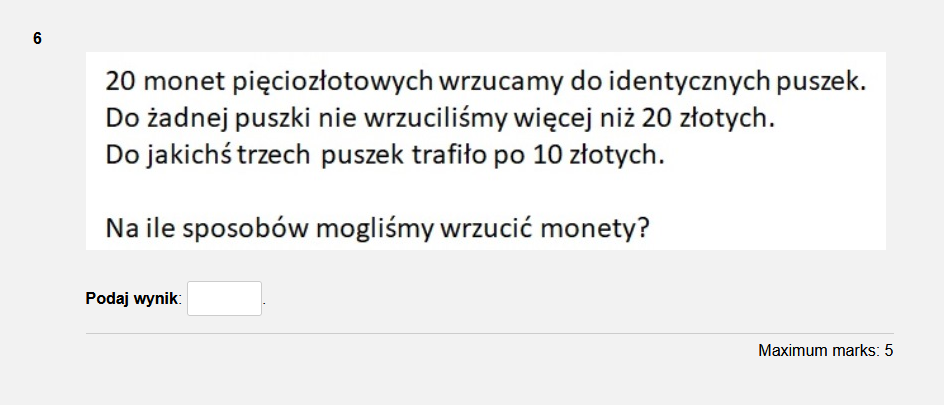 6
20 monet pięciozłotowych wrzucamy do identycznych puszek.
Do żadnej puszki nie wrzuciliśmy więcej niż 20 złotych.
Do jakichś trzech puszek trafiło po 10 złotych.
Na ile sposobów mogliśmy wrzucić monety?
Podaj wynik: .
Maximum marks: 5